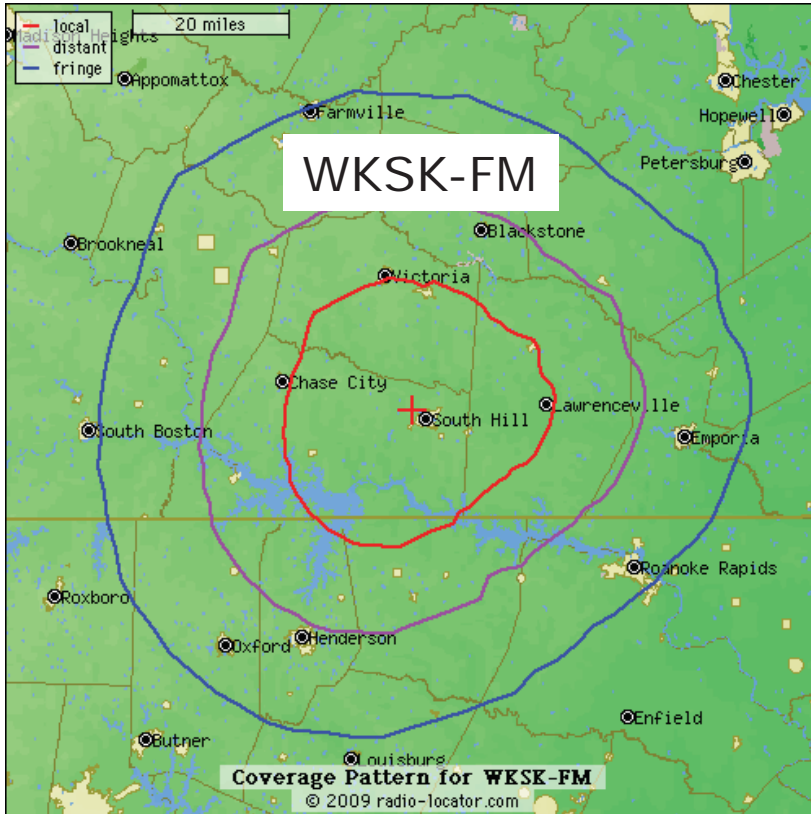 local
distant
fringe
20 miles
Madison Heights
Appomattox
Farmville
Chester
Hopewell
Petersburg
WKSK-FM
Brookneal
Blackstone
Victoria
Chase City
South Hill
Lawrenceville
South Boston
Emporia
Roanoke Rapids
Roxboro
Oxford
Henderson
Enfield
Butner
Louisburg
Coverage Pattern for WKSK-FM
© 2009 radio-locator.com